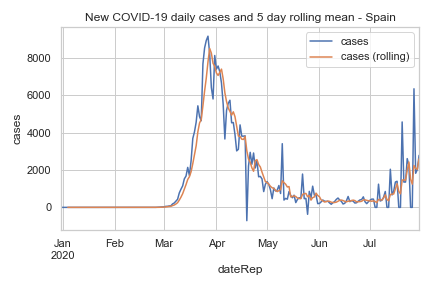 New COVID-19 daily cases and 5 day rolling mean - Spain
cases
cases (rolling)
8000
6000
4000
2000
0
cases
Jan Feb Mar Apr May Jun Jul
2020
dateRep